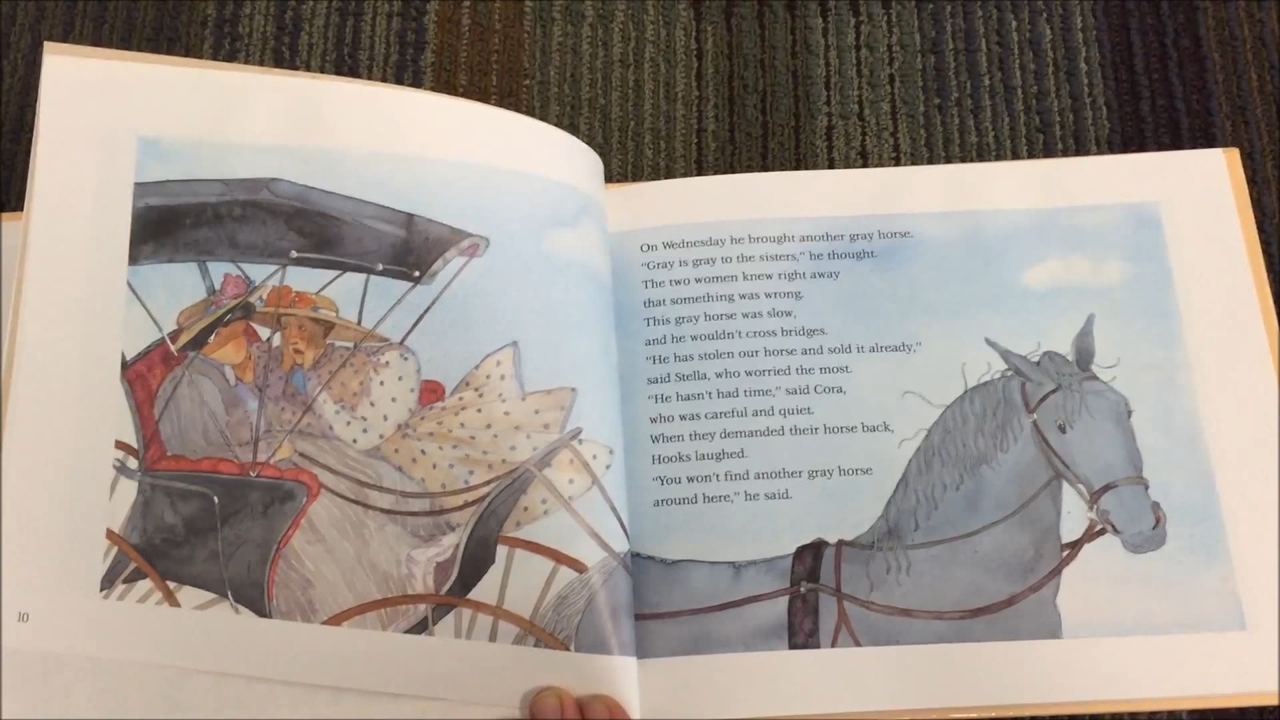 On Wednesday he brought another gray horse.
“Gray is gray to the sisters,” he thought.
The two women knew right away
that something was wrong.
This gray horse was slow,
and he wouldn’t cross bridges.
“He has stolen our horse and sold it already,”
said Stella, who worried the most.
“He hasn’t had time,” said Cora,
who was careful and quiet.
When they demanded their horse back,
Hooks laughed.
“You won’t find another gray horse
around here,” he said.
10